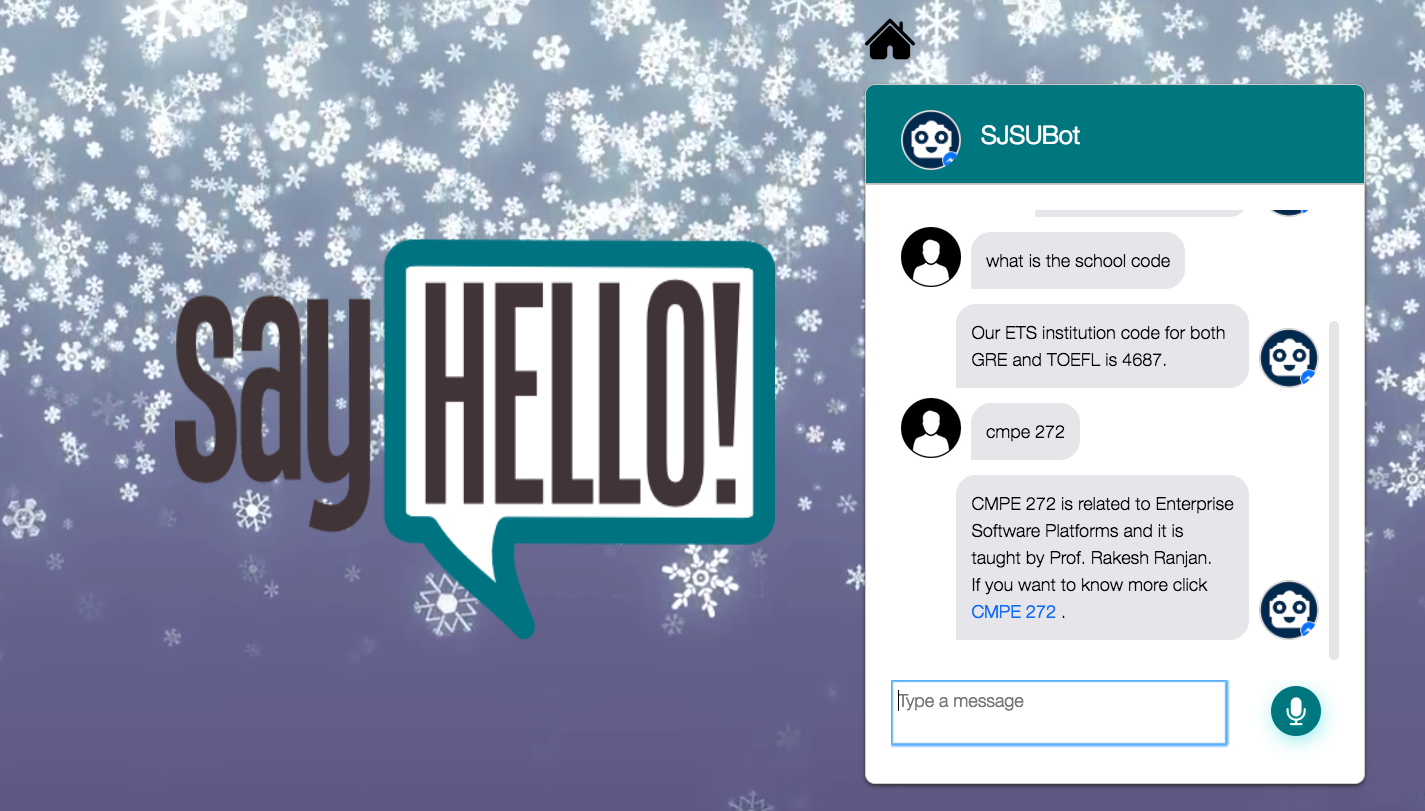 say HELLO!
SJSUBot
what is the school code
Our ETS institution code for both
GRE and TOEFL is 4687.
cmpe 272
CMPE 272 is related to Enterprise
Software Platforms and it is
taught by Prof. Rakesh Ranjan.
If you want to know more click
CMPE 272 .
Type a message